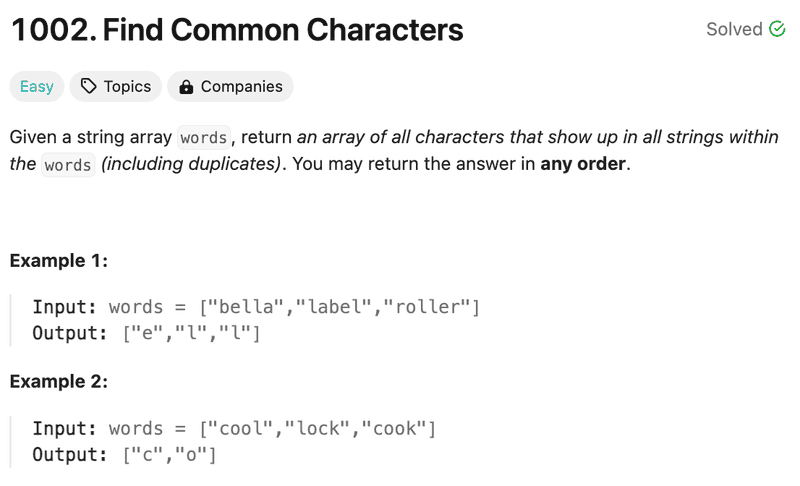 1002. Find Common Characters
Solved
Easy
Topics
Companies
Given a string array words, return an array of all characters that show up in all strings within
the words (including duplicates). You may return the answer in any order.
Example 1:
Input: words = ["bella","label","roller"]
Output: ["e","l","l"]
Example 2:
Input: words = ["cool","lock","cook"]
Output: ["c","o"]